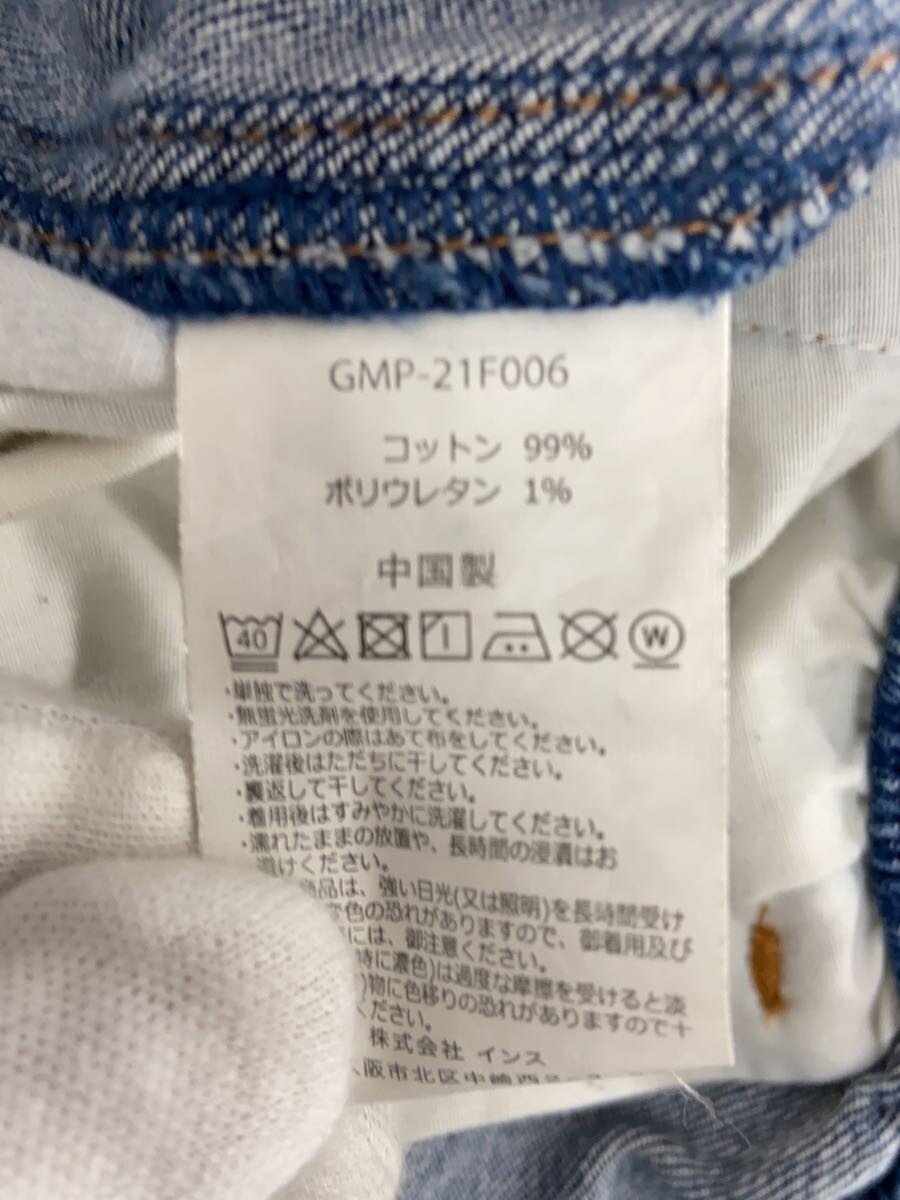 GMP-21F006
コットン 99%
ポリウレタン 1%
中国製
40 W
・単独で洗ってください。
・無蛍光洗剤を使用してください。
・アイロンの際はあて布をしてください。
・洗濯後はただちに干してください。
・裏返して干してください。
・着用後はすみやかに洗濯してください。
・濡れたままの放置や、長時間の浸漬はお
避けください。
商品は、強い日光(又は照明)を長時間受け
色の恐れがありますので、御着用及び
には、御注意ください。
特に濃色)は過度な摩擦を受けると淡
物に色移りの恐れがありますので十
ください。
株式会社 インス
阪市北区中崎西